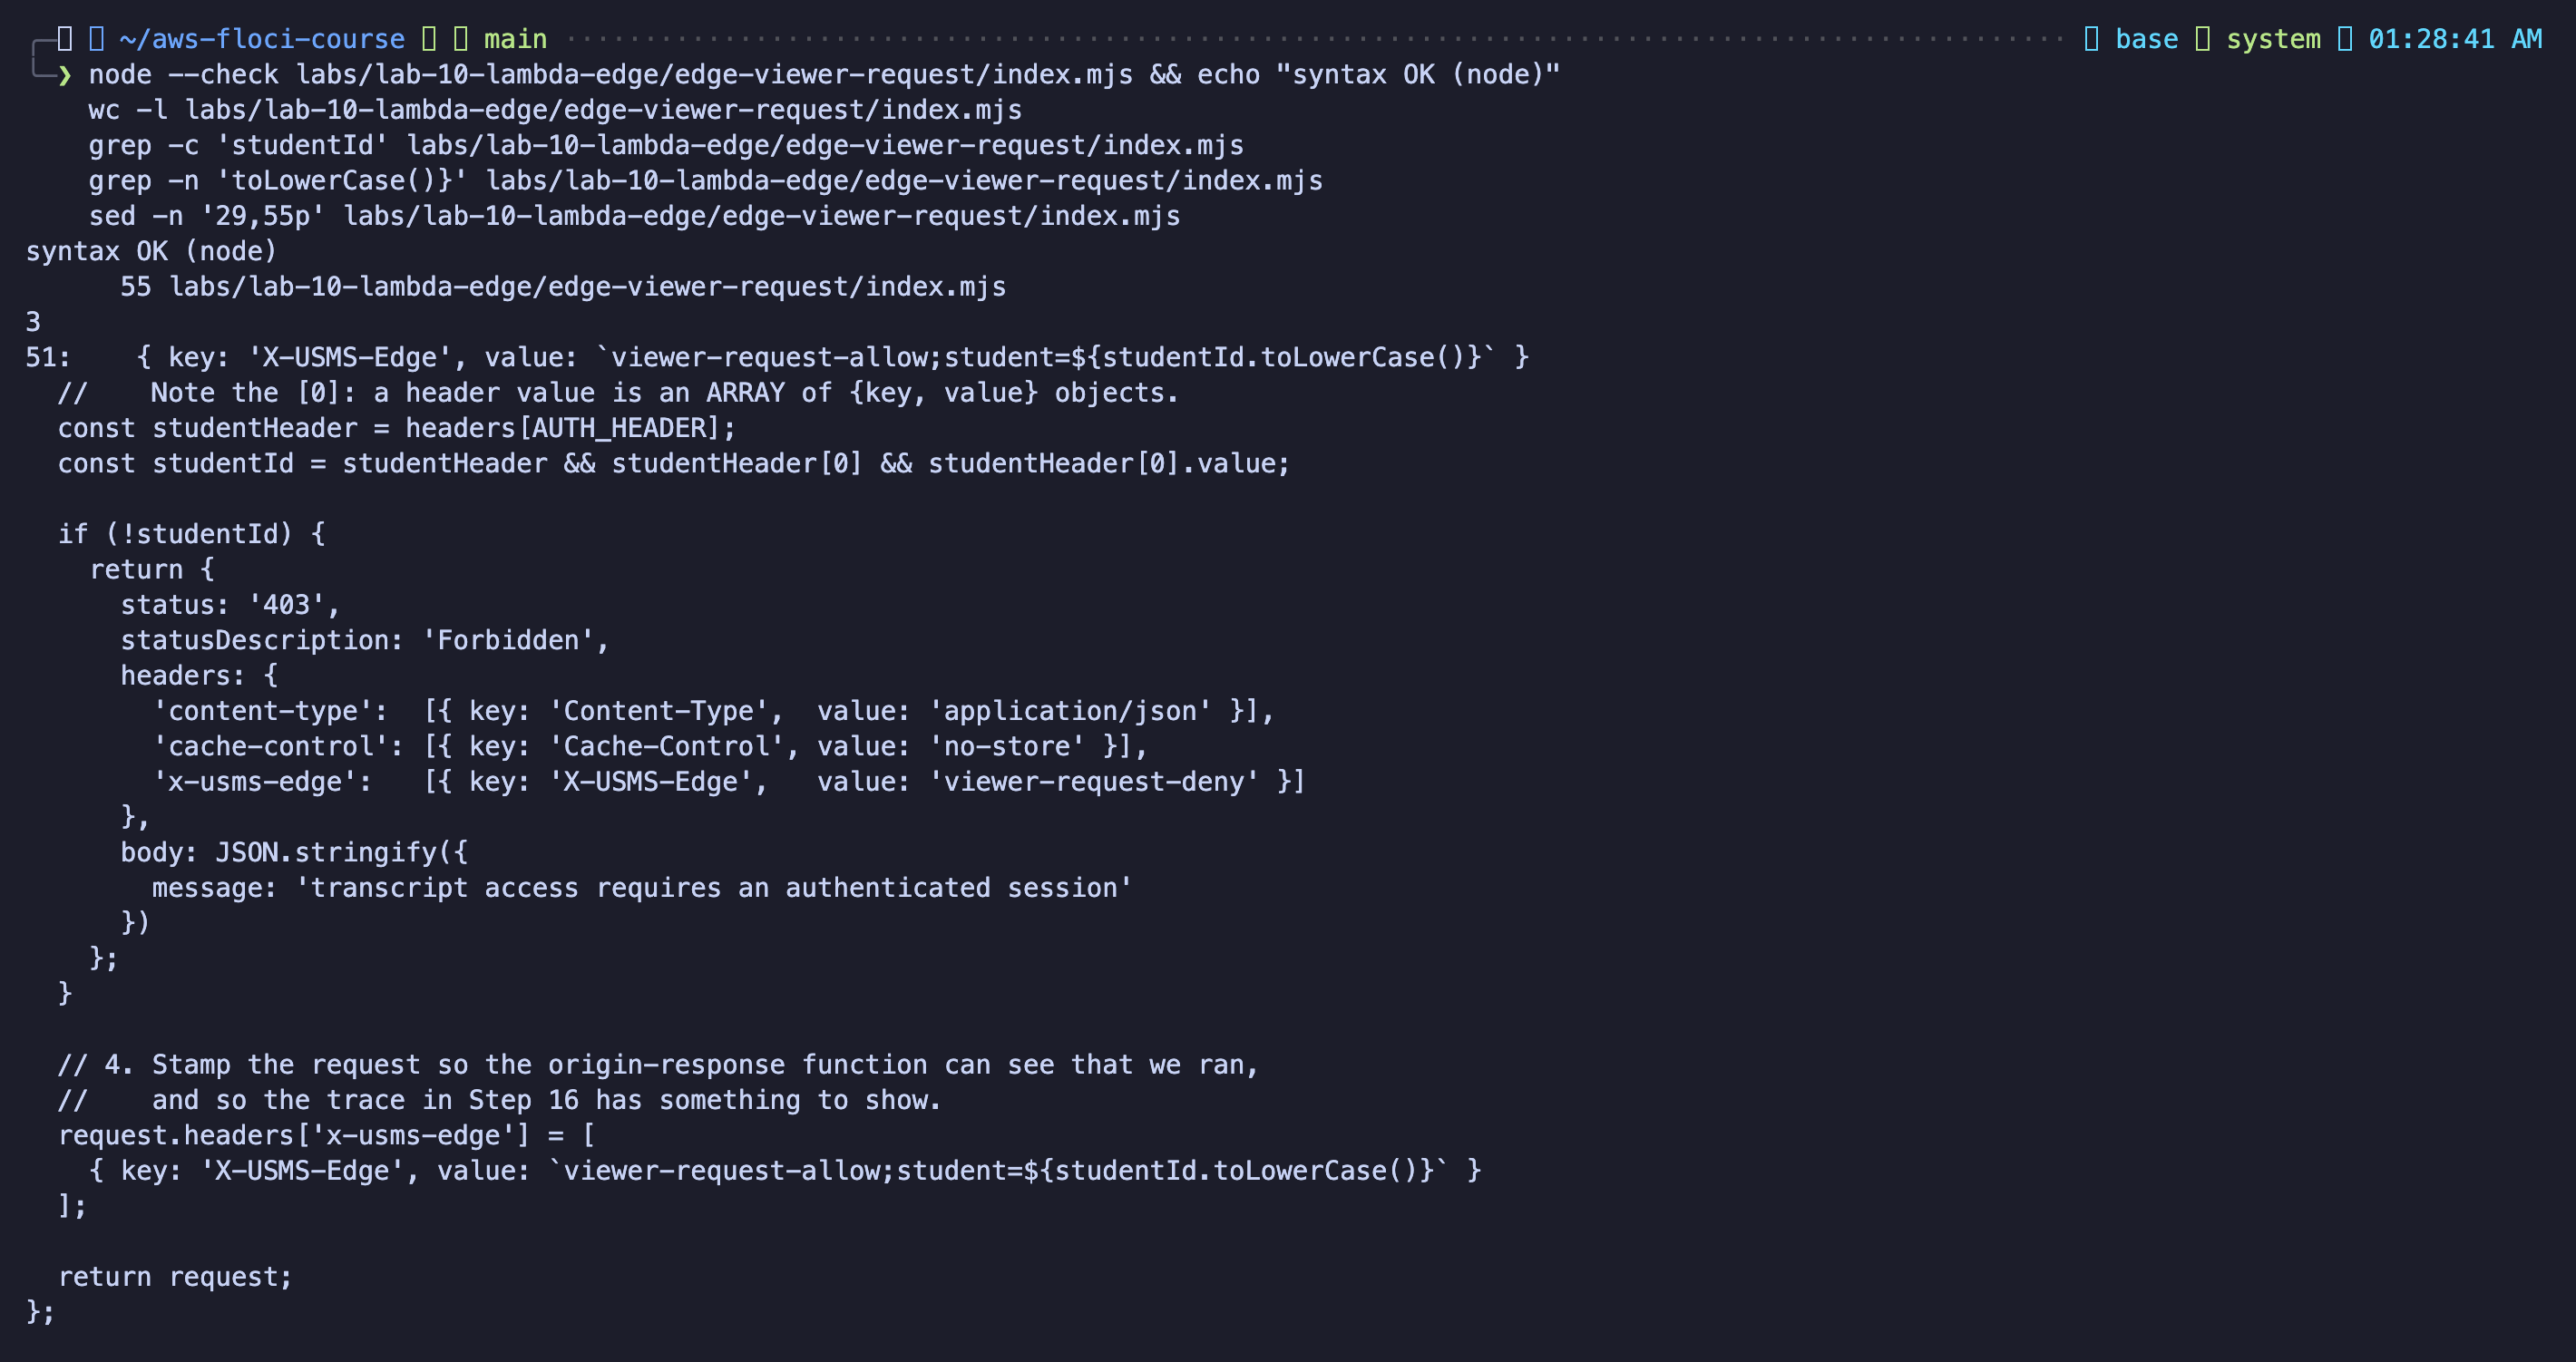 ~/aws-floci-course main base system 01:28:41 AM
❯ node --check labs/lab-10-lambda-edge/edge-viewer-request/index.mjs && echo "syntax OK (node)"
    wc -l labs/lab-10-lambda-edge/edge-viewer-request/index.mjs
    grep -c 'studentId' labs/lab-10-lambda-edge/edge-viewer-request/index.mjs
    grep -n 'toLowerCase()}' labs/lab-10-lambda-edge/edge-viewer-request/index.mjs
    sed -n '29,55p' labs/lab-10-lambda-edge/edge-viewer-request/index.mjs
syntax OK (node)
      55 labs/lab-10-lambda-edge/edge-viewer-request/index.mjs
3
51:    { key: 'X-USMS-Edge', value: `viewer-request-allow;student=${studentId.toLowerCase()}` }
  //    Note the [0]: a header value is an ARRAY of {key, value} objects.
  const studentHeader = headers[AUTH_HEADER];
  const studentId = studentHeader && studentHeader[0] && studentHeader[0].value;

  if (!studentId) {
    return {
      status: '403',
      statusDescription: 'Forbidden',
      headers: {
        'content-type':  [{ key: 'Content-Type',  value: 'application/json' }],
        'cache-control': [{ key: 'Cache-Control', value: 'no-store' }],
        'x-usms-edge':   [{ key: 'X-USMS-Edge',   value: 'viewer-request-deny' }]
      },
      body: JSON.stringify({
        message: 'transcript access requires an authenticated session'
      })
    };
  }

  // 4. Stamp the request so the origin-response function can see that we ran,
  //    and so the trace in Step 16 has something to show.
  request.headers['x-usms-edge'] = [
    { key: 'X-USMS-Edge', value: `viewer-request-allow;student=${studentId.toLowerCase()}` }
  ];

  return request;
};